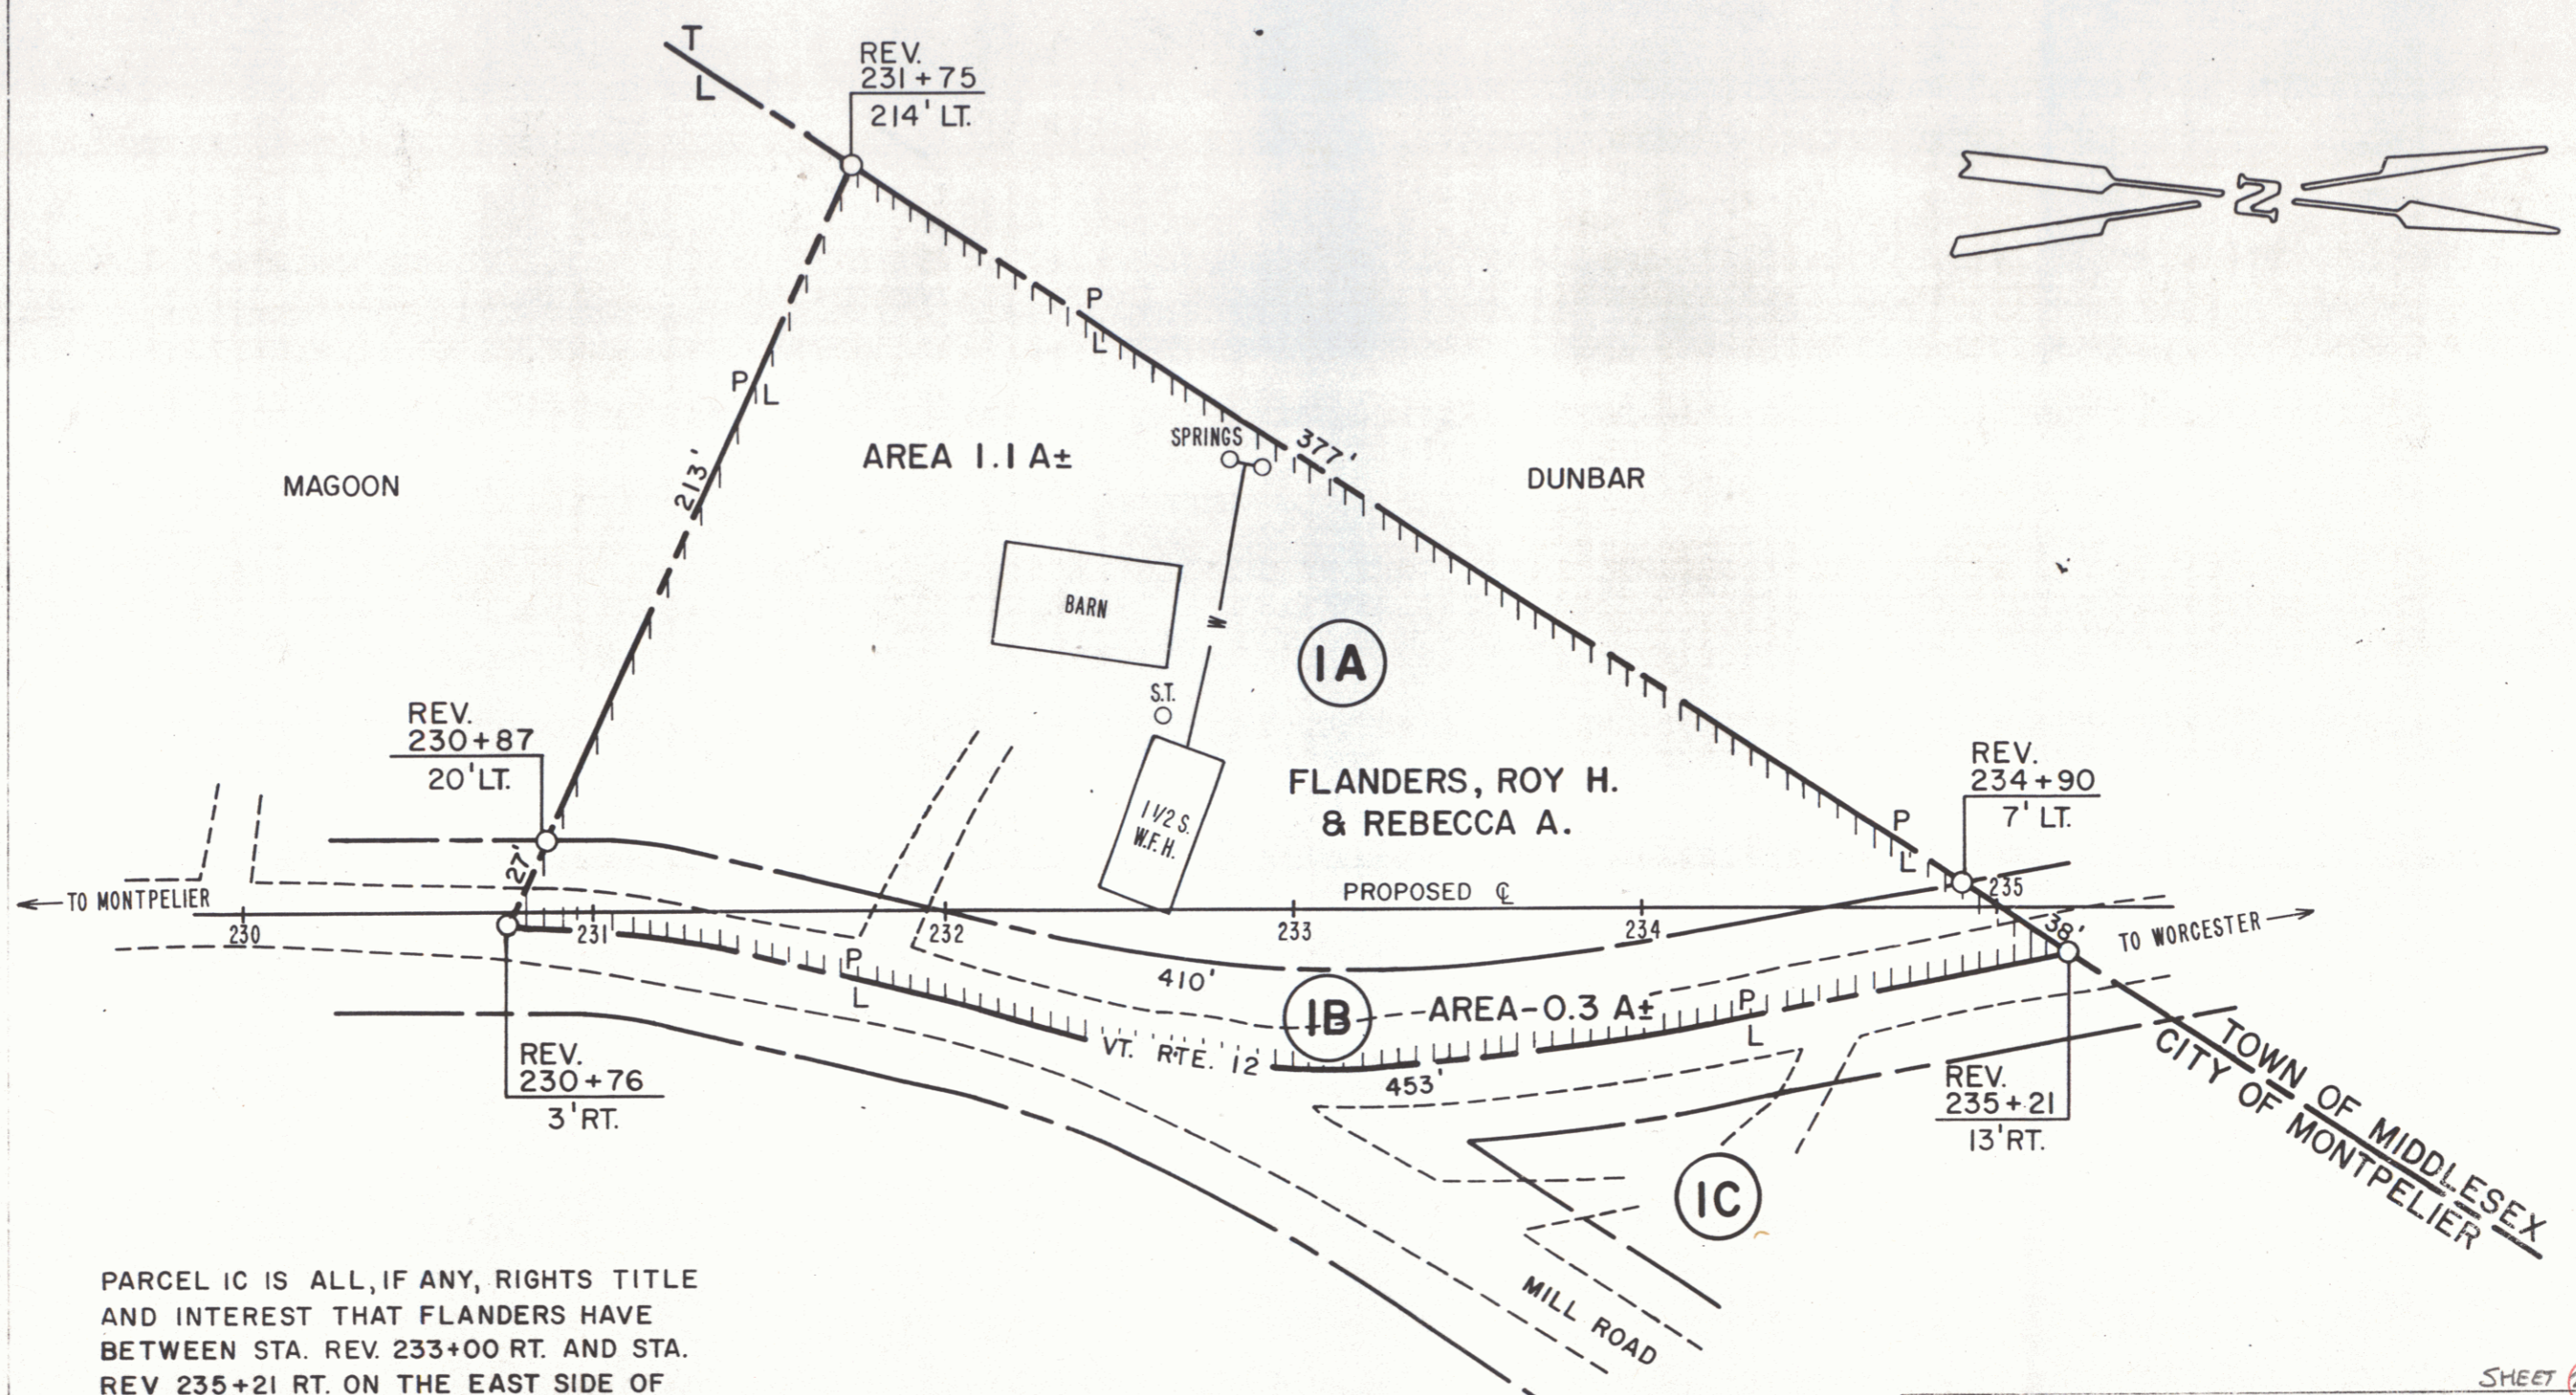 T
L
REV.
231+75
214' LT.
N
P
L
P L
SPRINGS
377'
AREA 1.1 A±
DUNBAR
MAGOON
213'
BARN
W
1A
S.T.
REV.
230+87
20' LT.
FLANDERS, ROY H.
& REBECCA A.
1 1/2 S.
W.F.H.
REV.
234+90
7' LT.
P
L
27'
TO MONTPELIER
PROPOSED ℄
235
230
231
232
233
234
38'
TO WORCESTER
P
L
410'
1B
AREA-0.3 A±
P
L
VT. RTE. 12
453'
REV.
230+76
3' RT.
REV.
235+21
13' RT.
TOWN OF MIDDLESEX
CITY OF MONTPELIER
1C
MILL ROAD
PARCEL 1C IS ALL, IF ANY, RIGHTS TITLE
AND INTEREST THAT FLANDERS HAVE
BETWEEN STA. REV. 233+00 RT. AND STA.
REV 235+21 RT. ON THE EAST SIDE OF
SHEET